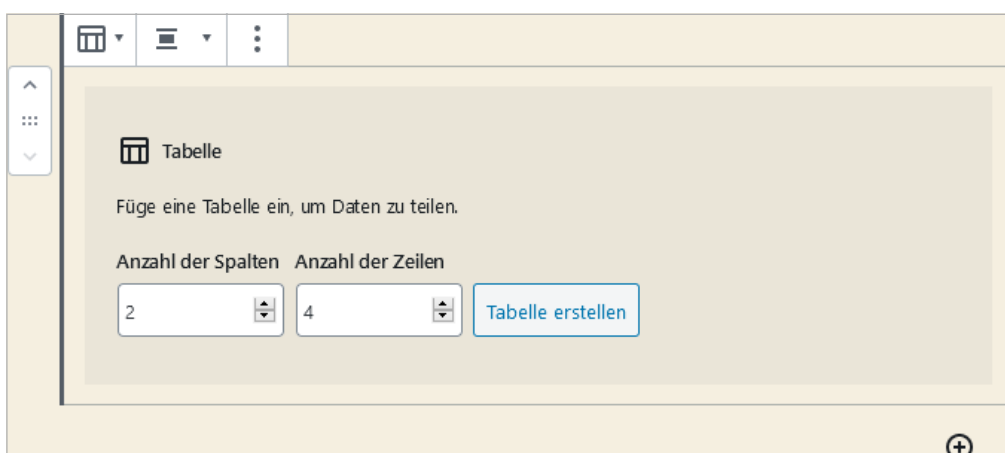 Tabelle
Füge eine Tabelle ein, um Daten zu teilen.
Anzahl der Spalten Anzahl der Zeilen
2 4 Tabelle erstellen